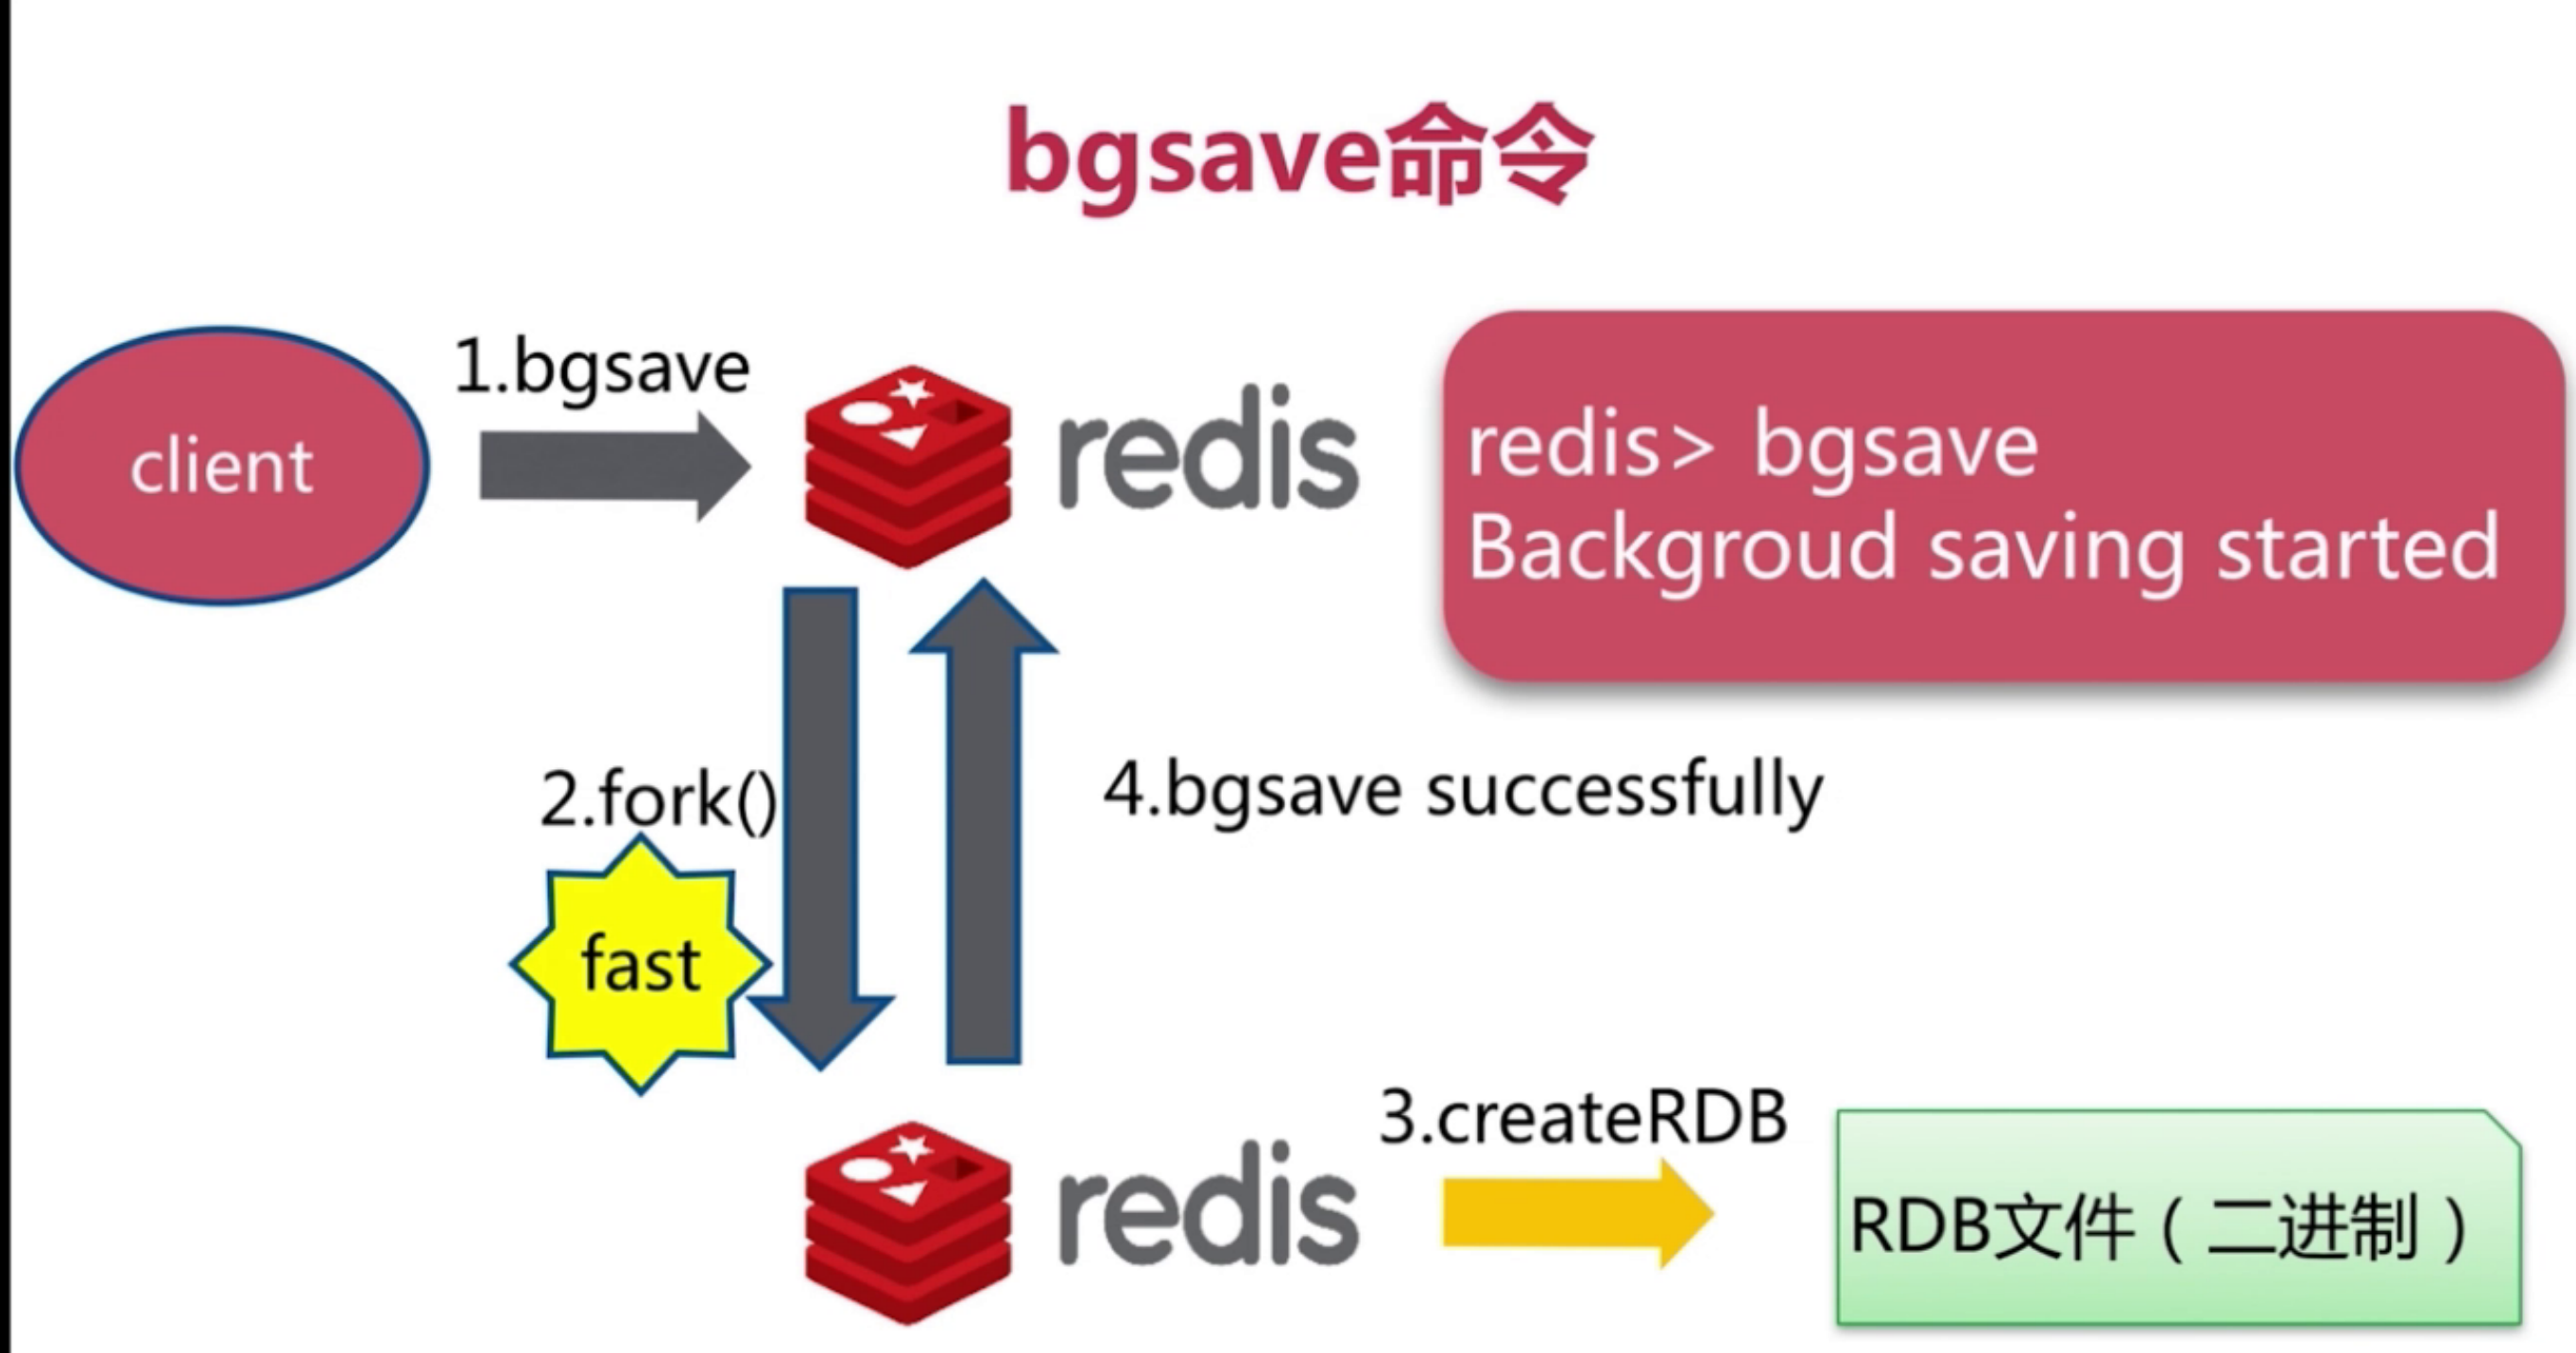 bgsave命令
client
1.bgsave
redis
redis> bgsave
Backgroud saving started
2.fork()
fast
4.bgsave successfully
redis
3.createRDB
RDB文件（二进制）